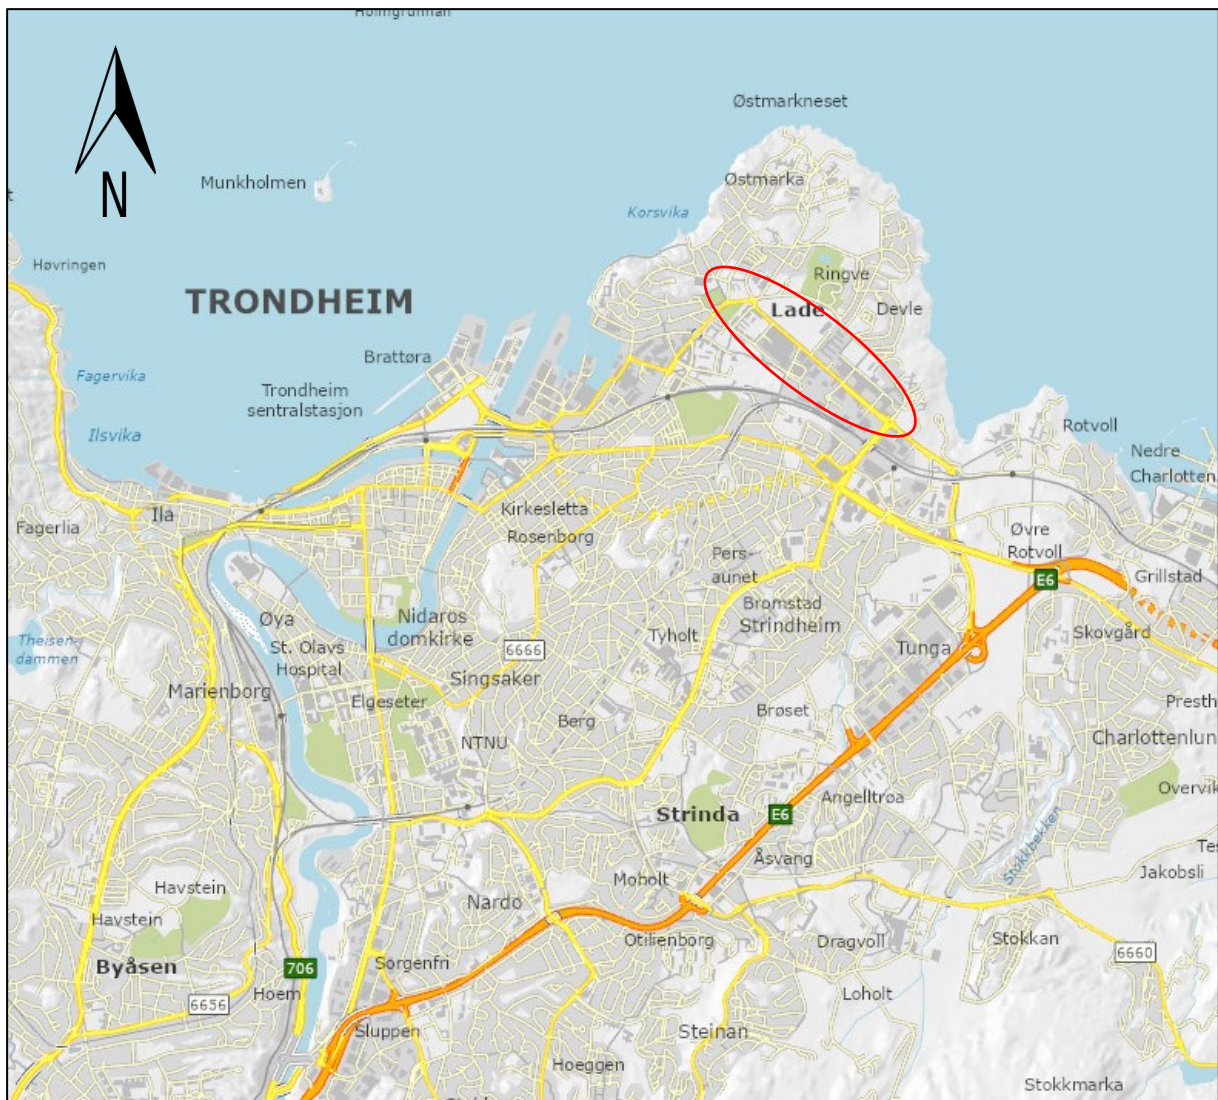 Holmgrunnan
Østmarkneset
Munkholmen
Østmarka
N
Korsvika
Høvringen
Ringve
TRONDHEIM
Lade
Devle
Brattøra
Fagervika
Trondheim
sentralstasjon
Ilsvika
Rotvoll
Nedre
Charlotten
Kirkesletta
Ila
Fagerlia
Rosenborg
Øvre
Rotvoll
Pers-
aunet
E6
Grillstad
Bromstad
Øya
Nidaros
domkirke
Strindheim
Theisen-
dammen
St. Olavs
Hospital
6666
Tyholt
Tunga
Skovgård
Singsaker
Marienborg
Elgeseter
Brøset
Presth
Berg
NTNU
Charlottenlun
Strinda
E6
Angelltrøa
Overvik
Stokkbekken
Åsvang
Jakobsli
Moholt
Havstein
Nardo
Havstein
Otilienborg
Dragvoll
Stokkan
6660
Byåsen
706
Sorgenfri
Hoem
6656
Loholt
Sluppen
Steinan
Hoeggen
Stokkmarka